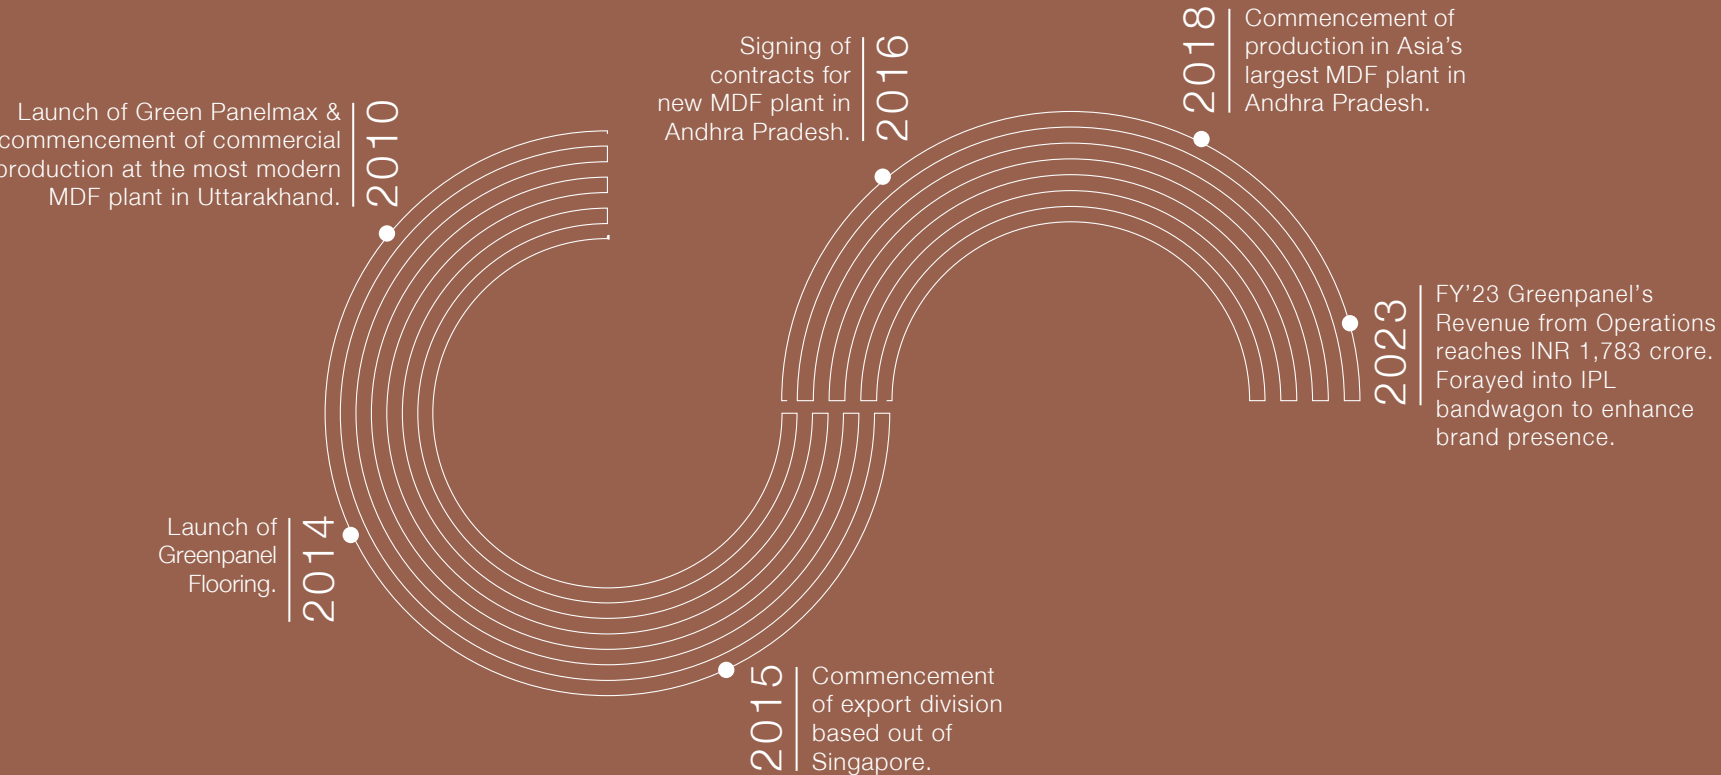 2010
Launch of Green Panelmax &
commencement of commercial
production at the most modern
MDF plant in Uttarakhand.
2014
Launch of
Greenpanel
Flooring.
2015
Commencement
of export division
based out of
Singapore.
2016
Signing of
contracts for
new MDF plant in
Andhra Pradesh.
2018
Commencement of
production in Asia’s
largest MDF plant in
Andhra Pradesh.
2023
FY’23 Greenpanel’s
Revenue from Operations
reaches INR 1,783 crore.
Forayed into IPL
bandwagon to enhance
brand presence.